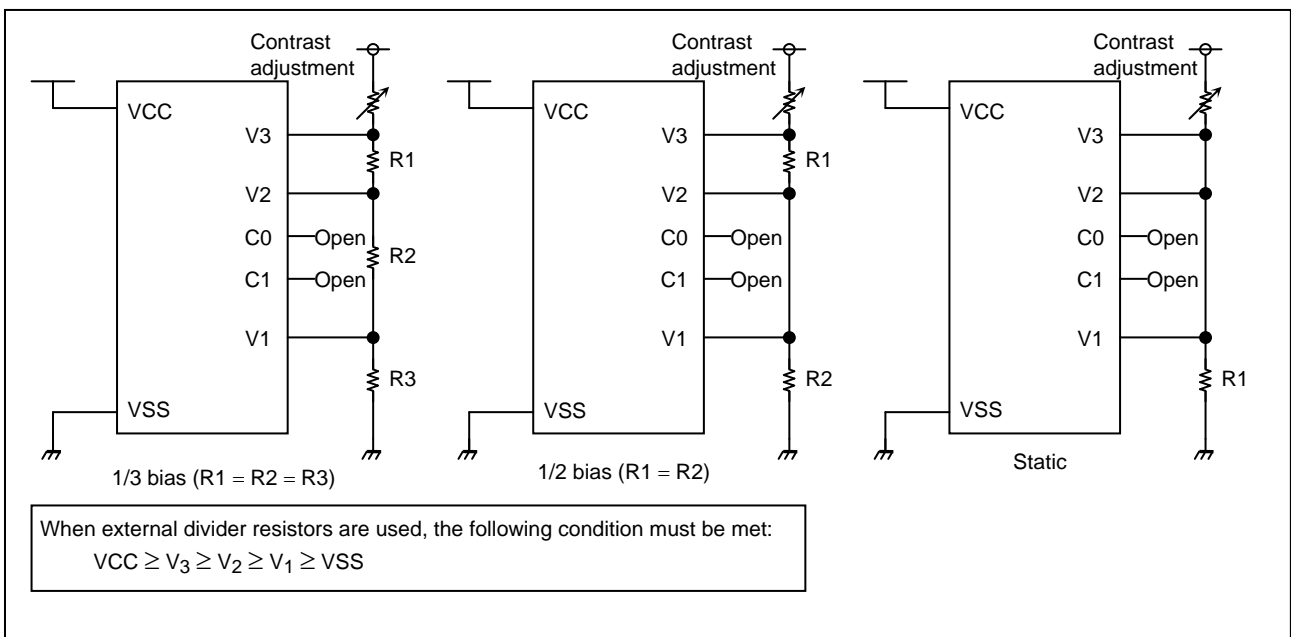 Contrast
adjustment
VCC
V3
R1
V2
C0
Open
R2
C1
Open
V1
R3
VSS
1/3 bias (R1 = R2 = R3)
Contrast
adjustment
VCC
V3
R1
V2
C0
Open
C1
Open
V1
R2
VSS
1/2 bias (R1 = R2)
Contrast
adjustment
VCC
V3
V2
C0
Open
C1
Open
V1
R1
VSS
Static
When external divider resistors are used, the following condition must be met:
VCC ≥ V3 ≥ V2 ≥ V1 ≥ VSS